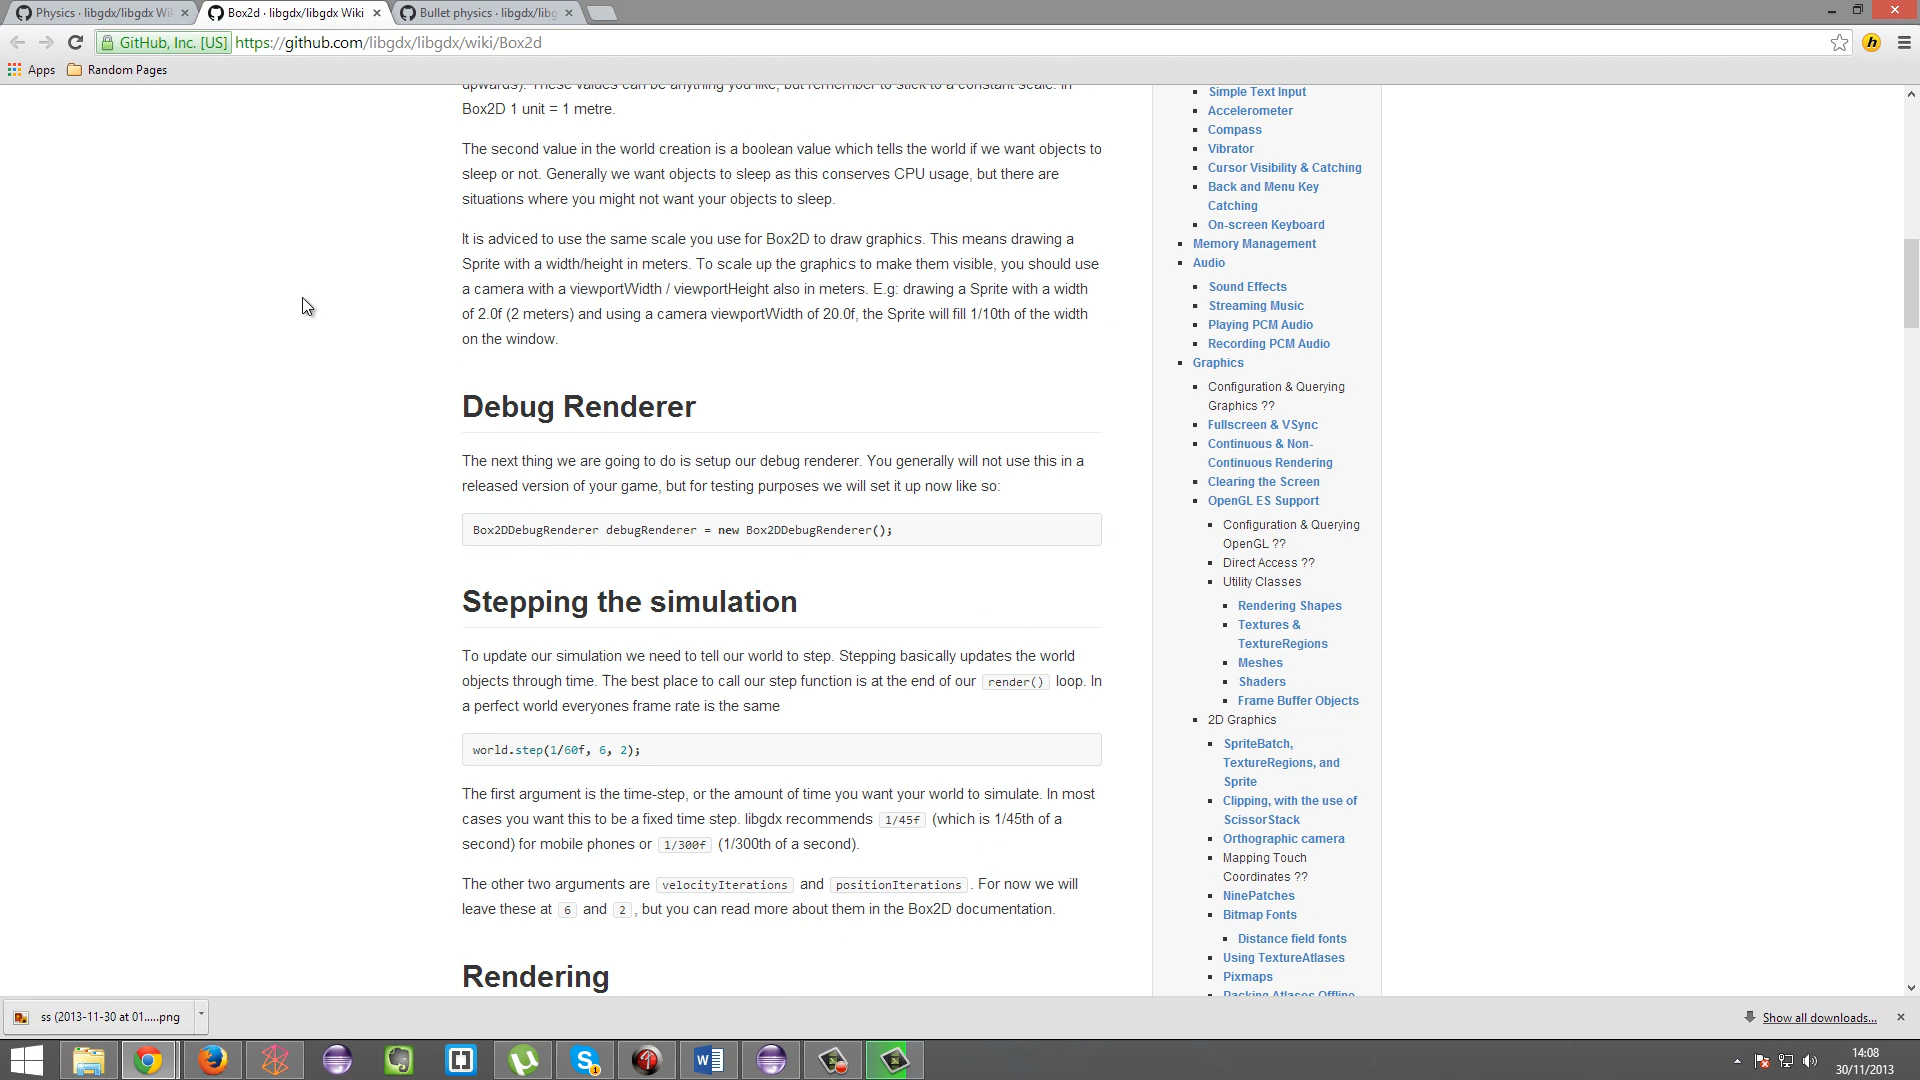 Physics · libgdx/libgdx Wi
Box2d · libgdx/libgdx Wiki
Bullet physics · libgdx/libg
GitHub, Inc. [US]
https://github.com/libgdx/libgdx/wiki/Box2d
Apps
Random Pages
upwards). These values can be anything you like, but remember to stick to a constant scale. In
Box2D 1 unit = 1 metre.
The second value in the world creation is a boolean value which tells the world if we want objects to
sleep or not. Generally we want objects to sleep as this conserves CPU usage, but there are
situations where you might not want your objects to sleep.
It is adviced to use the same scale you use for Box2D to draw graphics. This means drawing a
Sprite with a width/height in meters. To scale up the graphics to make them visible, you should use
a camera with a viewportWidth / viewportHeight also in meters. E.g: drawing a Sprite with a width
of 2.0f (2 meters) and using a camera viewportWidth of 20.0f, the Sprite will fill 1/10th of the width
on the window.
Debug Renderer
The next thing we are going to do is setup our debug renderer. You generally will not use this in a
released version of your game, but for testing purposes we will set it up now like so:
Box2DDebugRenderer debugRenderer = new Box2DDebugRenderer();
Stepping the simulation
To update our simulation we need to tell our world to step. Stepping basically updates the world
objects through time. The best place to call our step function is at the end of our render() loop. In
a perfect world everyones frame rate is the same
world.step(1/60f, 6, 2);
The first argument is the time-step, or the amount of time you want your world to simulate. In most
cases you want this to be a fixed time step. libgdx recommends 1/45f (which is 1/45th of a
second) for mobile phones or 1/300f (1/300th of a second).
The other two arguments are velocityIterations and positionIterations. For now we will
leave these at 6 and 2, but you can read more about them in the Box2D documentation.
Rendering
Simple Text Input
Accelerometer
Compass
Vibrator
Cursor Visibility & Catching
Back and Menu Key
Catching
On-screen Keyboard
Memory Management
Audio
Sound Effects
Streaming Music
Playing PCM Audio
Recording PCM Audio
Graphics
Configuration & Querying
Graphics ??
Fullscreen & VSync
Continuous & Non-
Continuous Rendering
Clearing the Screen
OpenGL ES Support
Configuration & Querying
OpenGL ??
Direct Access ??
Utility Classes
Rendering Shapes
Textures &
TextureRegions
Meshes
Shaders
Frame Buffer Objects
2D Graphics
SpriteBatch,
TextureRegions, and
Sprite
Clipping, with the use of
ScissorStack
Orthographic camera
Mapping Touch
Coordinates ??
NinePatches
Bitmap Fonts
Distance field fonts
Using TextureAtlases
Pixmaps
Packing Atlases Offline
ss (2013-11-30 at 01.....png
Show all downloads...
14:08
30/11/2013